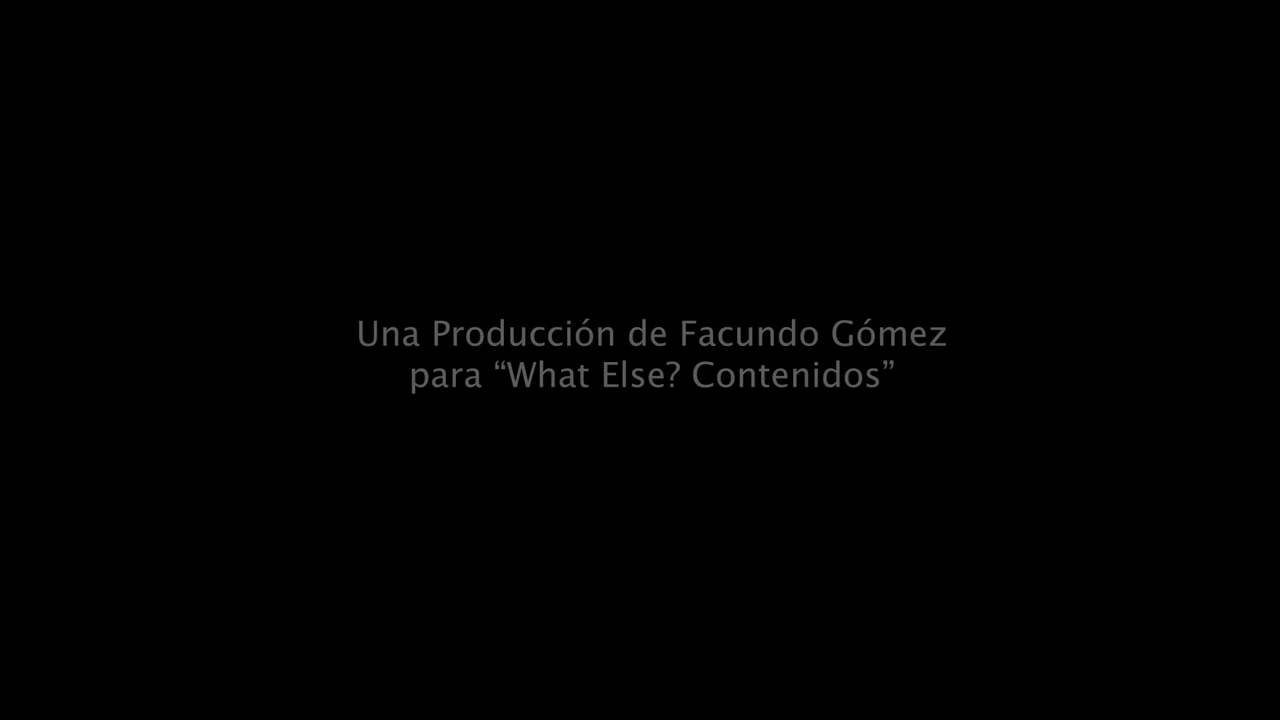 Una Producción de Facundo Gómez
para “What Else? Contenidos”